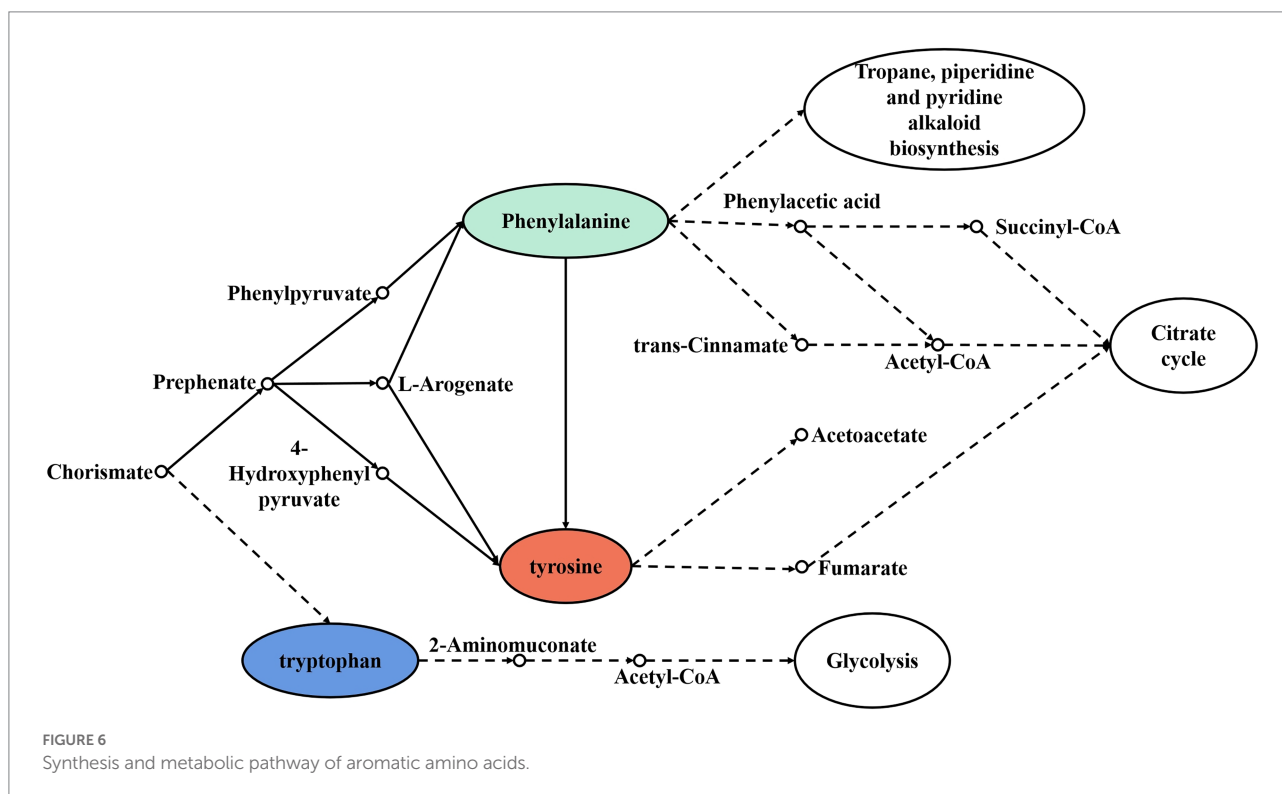 Tropane, piperidine
and pyridine
alkaloid
biosynthesis
Phenylalanine
Phenylacetic acid
Succinyl-CoA
Phenylpyruvate
trans-Cinnamate
Acetyl-CoA
Citrate
cycle
Prephenate
L-Arogenate
4-
Hydroxyphenyl
pyruvate
Acetoacetate
Chorismate
tyrosine
Fumarate
tryptophan
2-Aminomuconate
Acetyl-CoA
Glycolysis
FIGURE 6
Synthesis and metabolic pathway of aromatic amino acids.